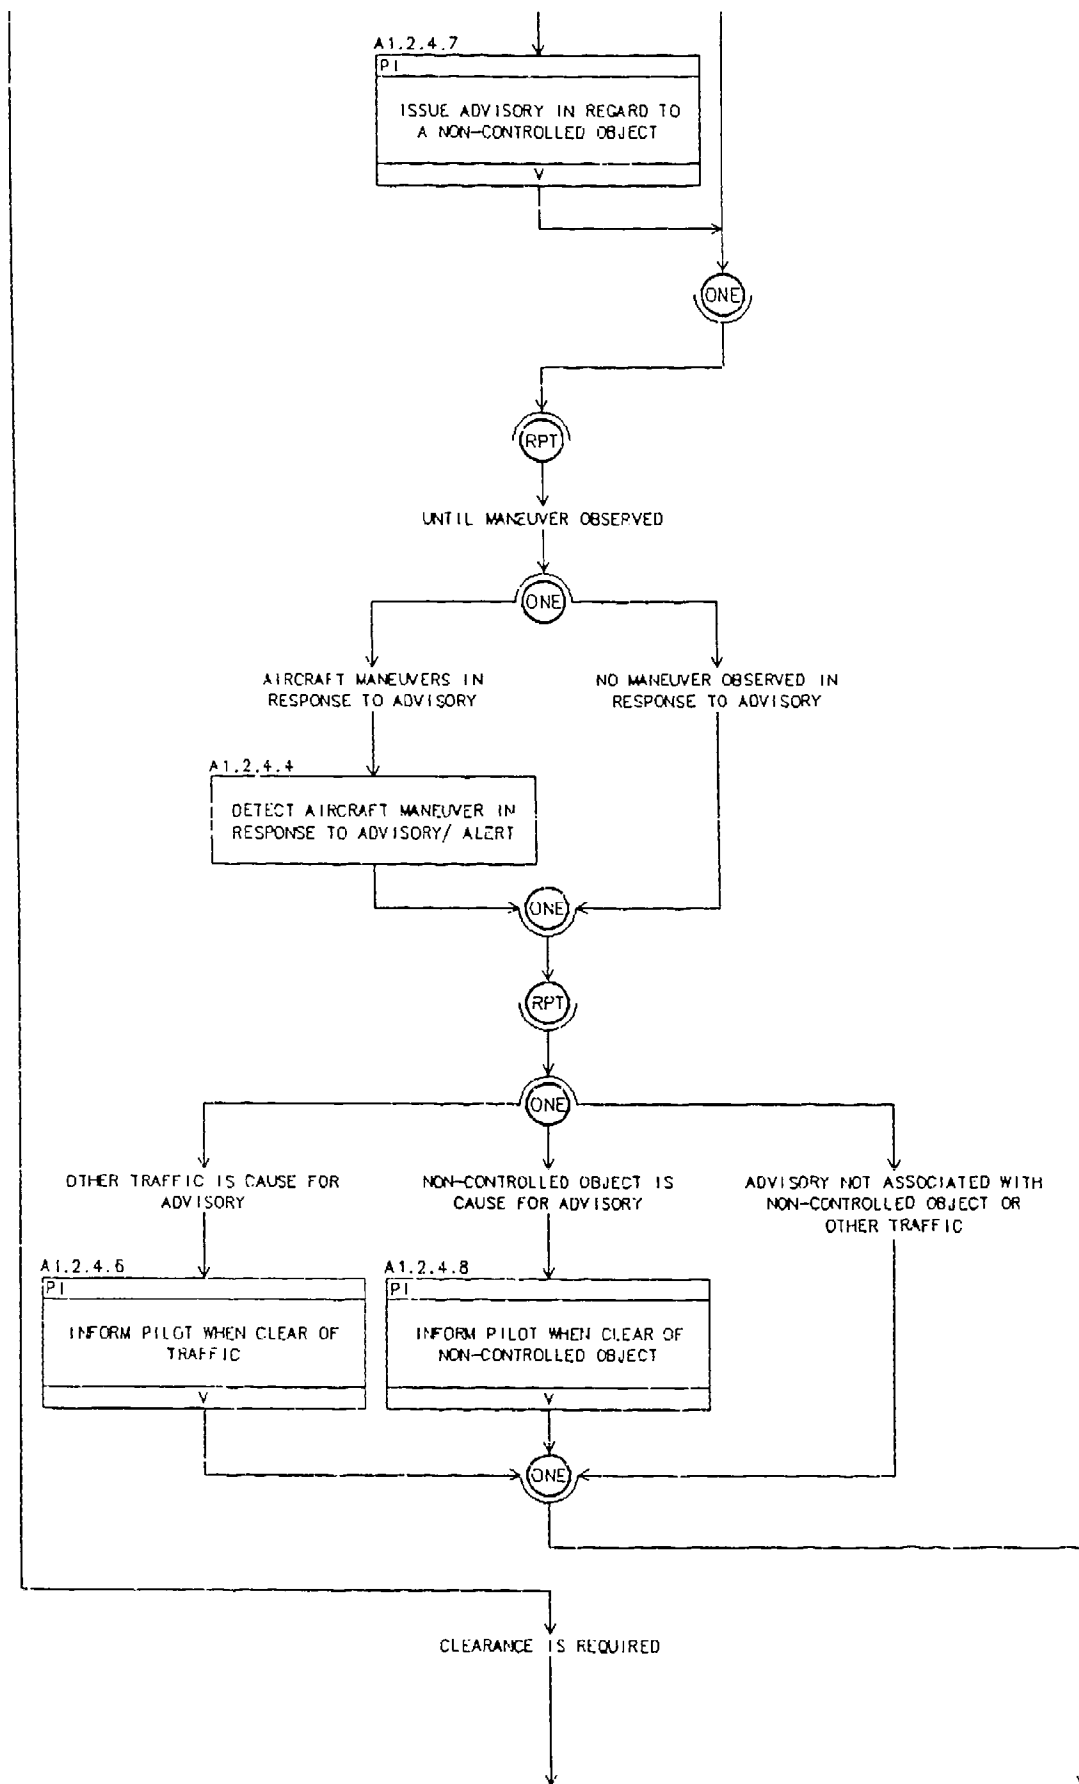 A1.2.4.7
PI
ISSUE ADVISORY IN REGARD TO
A NON-CONTROLLED OBJECT
V
ONE
RPT
UNTIL MANEUVER OBSERVED
ONE
AIRCRAFT MANEUVERS IN
RESPONSE TO ADVISORY
NO MANEUVER OBSERVED IN
RESPONSE TO ADVISORY
A1.2.4.4
DETECT AIRCRAFT MANEUVER IN
RESPONSE TO ADVISORY/ ALERT
ONE
RPT
ONE
OTHER TRAFFIC IS CAUSE FOR
ADVISORY
NON-CONTROLLED OBJECT IS
CAUSE FOR ADVISORY
ADVISORY NOT ASSOCIATED WITH
NON-CONTROLLED OBJECT OR
OTHER TRAFFIC
A1.2.4.6
PI
INFORM PILOT WHEN CLEAR OF
TRAFFIC
V
A1.2.4.8
PI
INFORM PILOT WHEN CLEAR OF
NON-CONTROLLED OBJECT
V
ONE
CLEARANCE IS REQUIRED